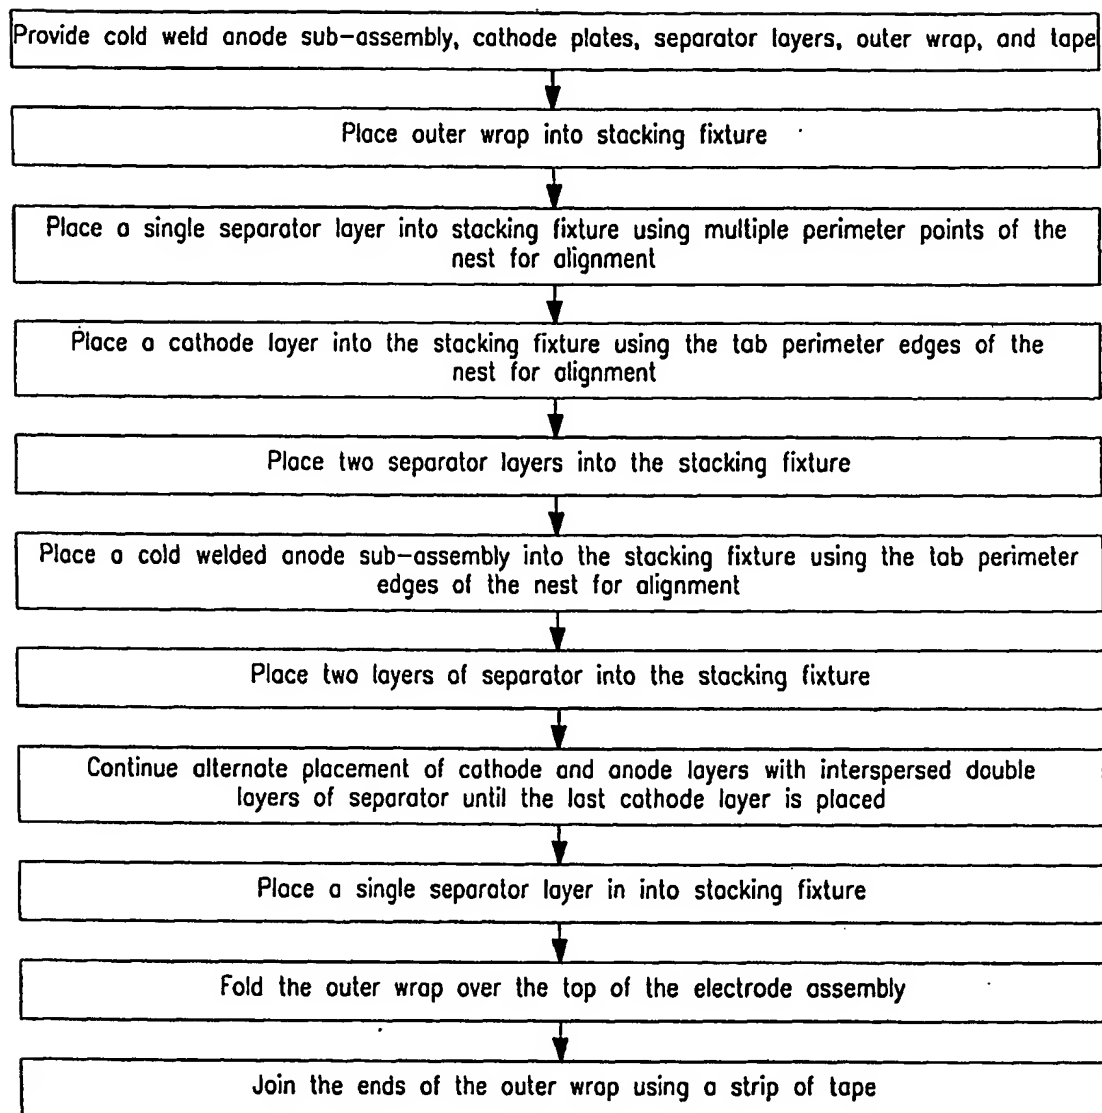 Provide cold weld anode sub-assembly, cathode plates, separator layers, outer wrap, and tape
Place outer wrap into stacking fixture
Place a single separator layer into stacking fixture using multiple perimeter points of the
nest for alignment
Place a cathode layer into the stacking fixture using the tab perimeter edges of the
nest for alignment
Place two separator layers into the stacking fixture
Place a cold welded anode sub-assembly into the stacking fixture using the tab perimeter
edges of the nest for alignment
Place two layers of separator into the stacking fixture
Continue alternate placement of cathode and anode layers with interspersed double
layers of separator until the last cathode layer is placed
Place a single separator layer in into stacking fixture
Fold the outer wrap over the top of the electrode assembly
Join the ends of the outer wrap using a strip of tape